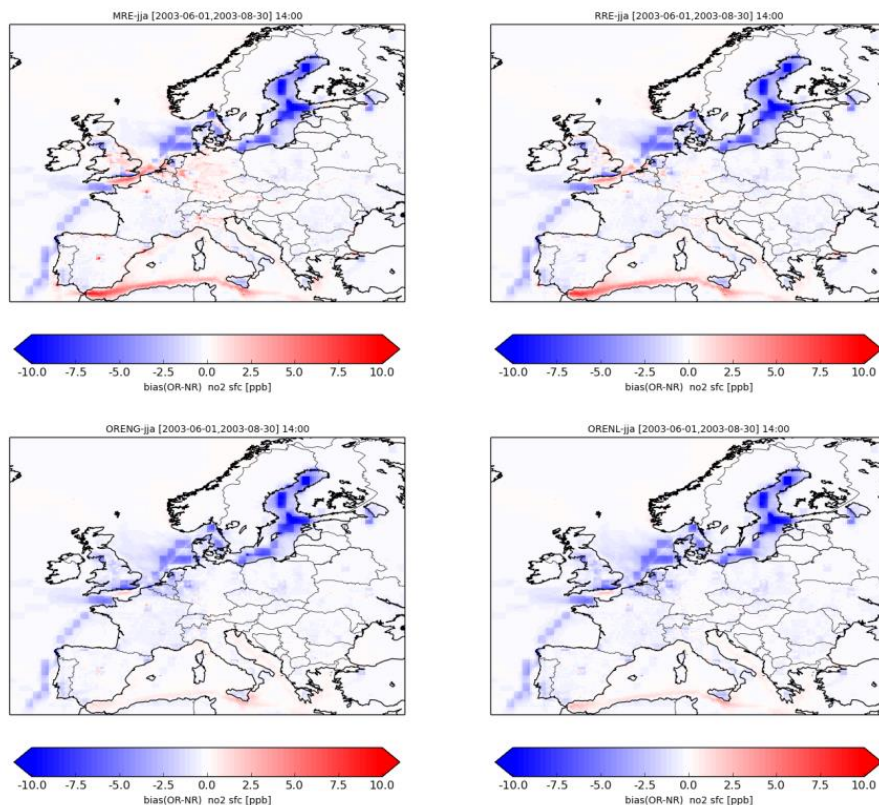 MRE-jja [2003-06-01,2003-08-30] 14:00
RRE-jja [2003-06-01,2003-08-30] 14:00
-10.0 -7.5 -5.0 -2.5 0.0 2.5 5.0 7.5 10.0
bias(OR-NR) no2 sfc [ppb]
-10.0 -7.5 -5.0 -2.5 0.0 2.5 5.0 7.5 10.0
bias(OR-NR) no2 sfc [ppb]
ORENG-jja [2003-06-01,2003-08-30] 14:00
ORENL-jja [2003-06-01,2003-08-30] 14:00
-10.0 -7.5 -5.0 -2.5 0.0 2.5 5.0 7.5 10.0
bias(OR-NR) no2 sfc [ppb]
-10.0 -7.5 -5.0 -2.5 0.0 2.5 5.0 7.5 10.0
bias(OR-NR) no2 sfc [ppb]